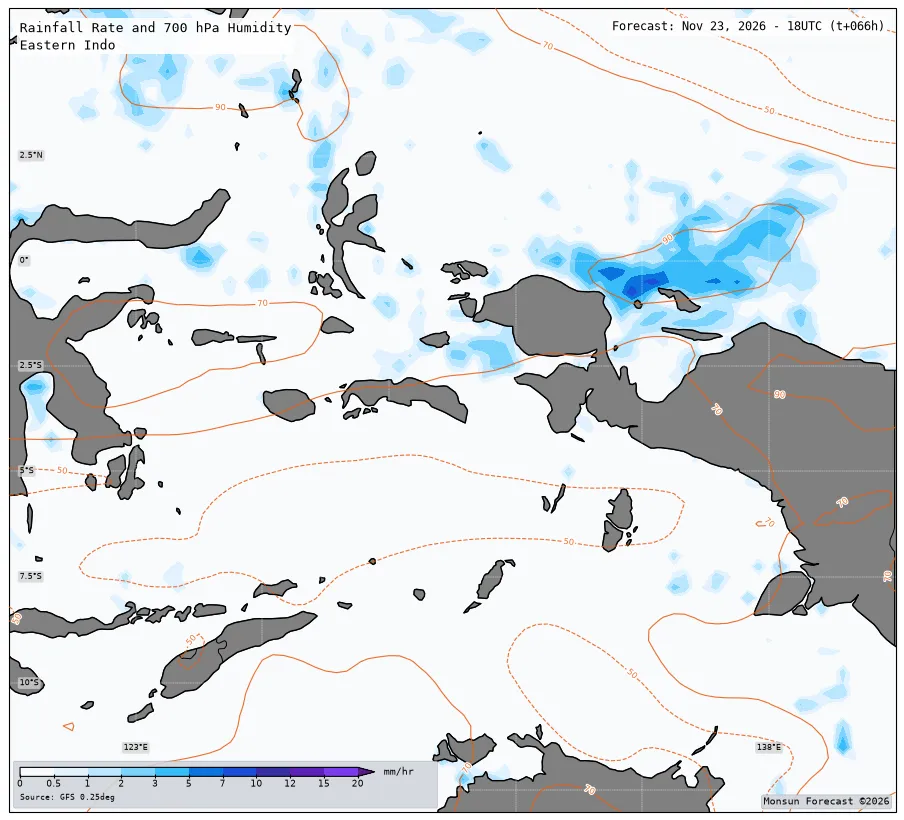 Rainfall Rate and 700 hPa Humidity
Eastern Indo
Forecast: Nov 23, 2026 - 18UTC (t+066h)
50
70
50
90
2.5°N
90
0°
70
2.5°S
90
70
5°S
50
70
70
50
7.5°S
70
50
50
50
10°S
123°E
138°E
70
70
0 0.5 1 2 3 5 7 10 12 15 20 mm/hr
Source: GFS 0.25deg
Monsun Forecast ©2026